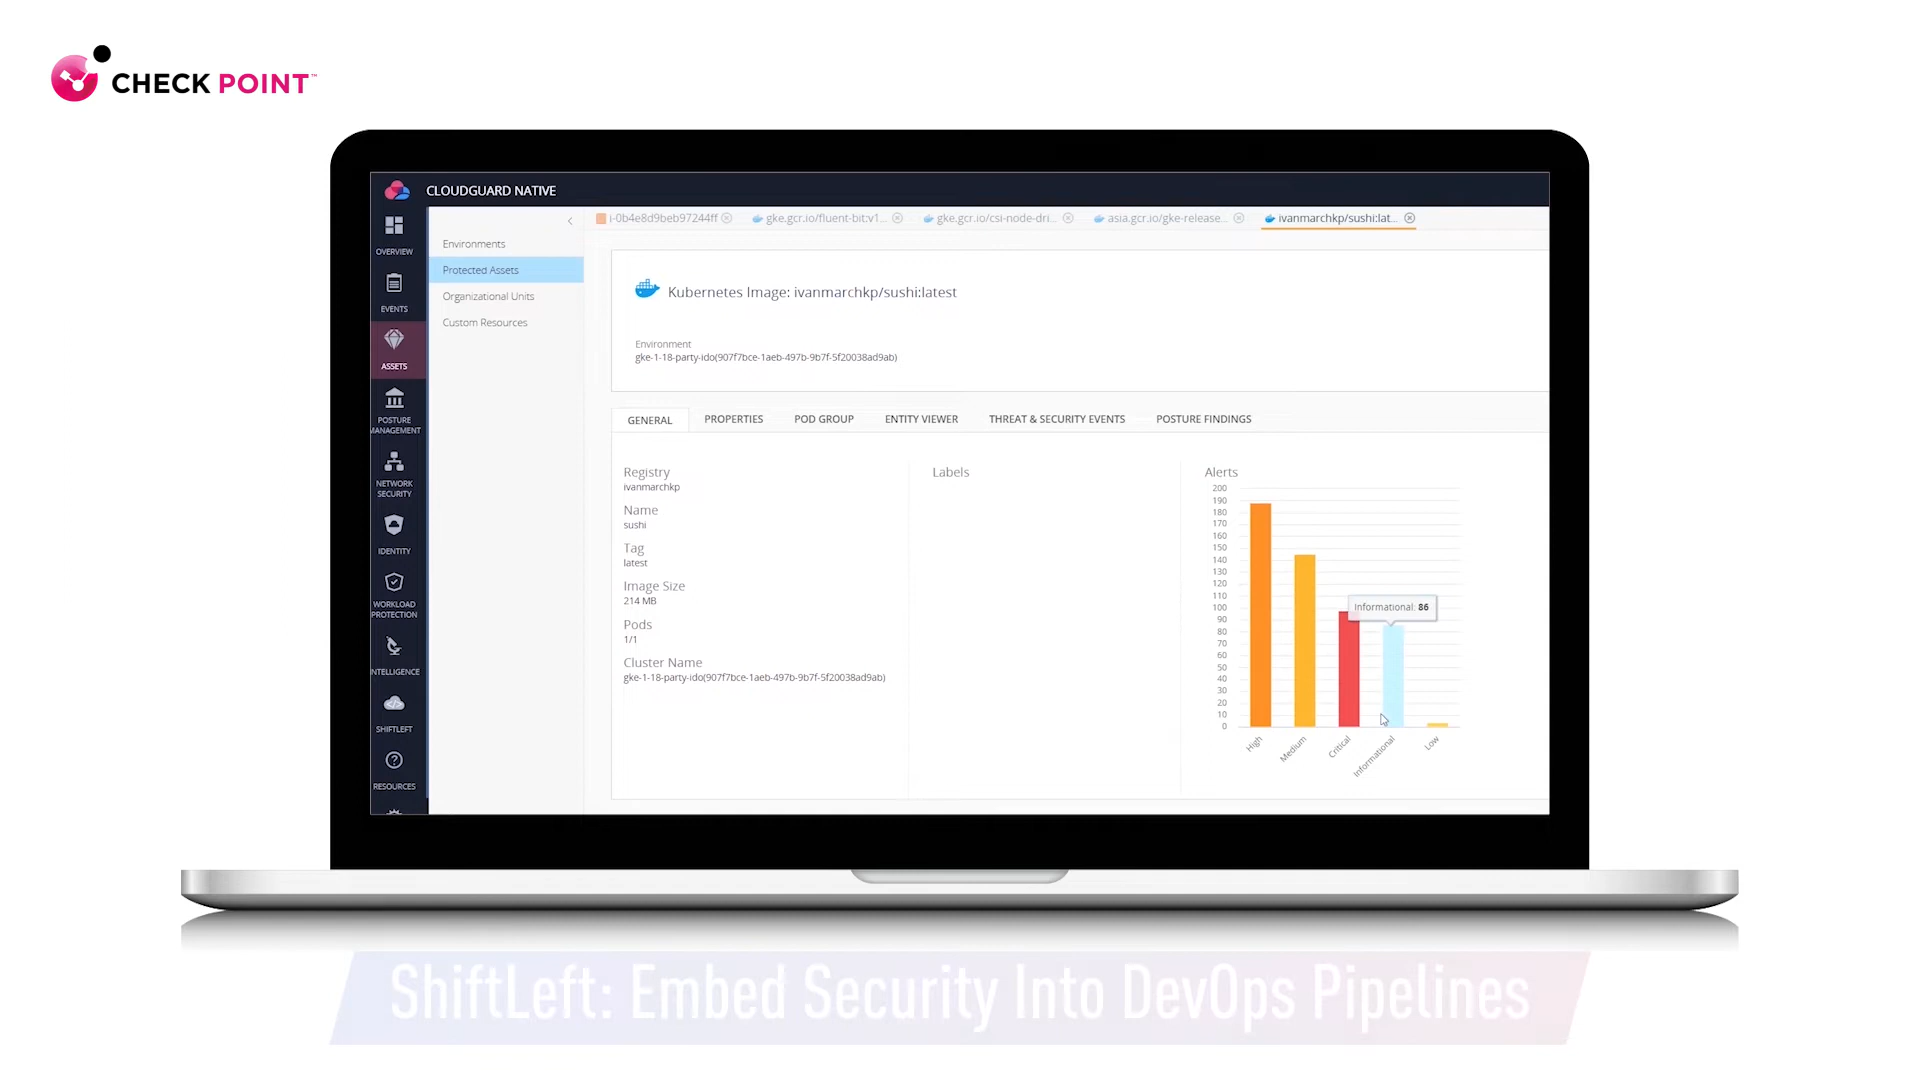 CHECK POINT™
CLOUDGUARD NATIVE
OVERVIEW
EVENTS
ASSETS
POSTURE
MANAGEMENT
NETWORK
SECURITY
IDENTITY
WORKLOAD
PROTECTION
INTELLIGENCE
SHIFTLEFT
RESOURCES
Environments
Protected Assets
Organizational Units
Custom Resources
i-0b4e8d9beb97244ff gke.gcr.io/fluent-bit:v1... gke.gcr.io/csi-node-dri... asia.gcr.io/gke-release... ivanmarchkp/sushi:lat...
Kubernetes Image: ivanmarchkp/sushi:latest
Environment
gke-1-18-party-ido(907f7bce-1aeb-497b-9b7f-5f20038ad9ab)
GENERAL PROPERTIES POD GROUP ENTITY VIEWER THREAT & SECURITY EVENTS POSTURE FINDINGS
Registry
ivanmarchkp
Name
sushi
Tag
latest
Image Size
214 MB
Pods
1/1
Cluster Name
gke-1-18-party-ido(907f7bce-1aeb-497b-9b7f-5f20038ad9ab)
Labels
Alerts
200
190
180
170
160
150
140
130
120
110
100
90
80
70
60
50
40
30
20
10
0
Informational: 86
High Medium Critical Informational Low
ShiftLeft: Embed Security Into DevOps Pipelines